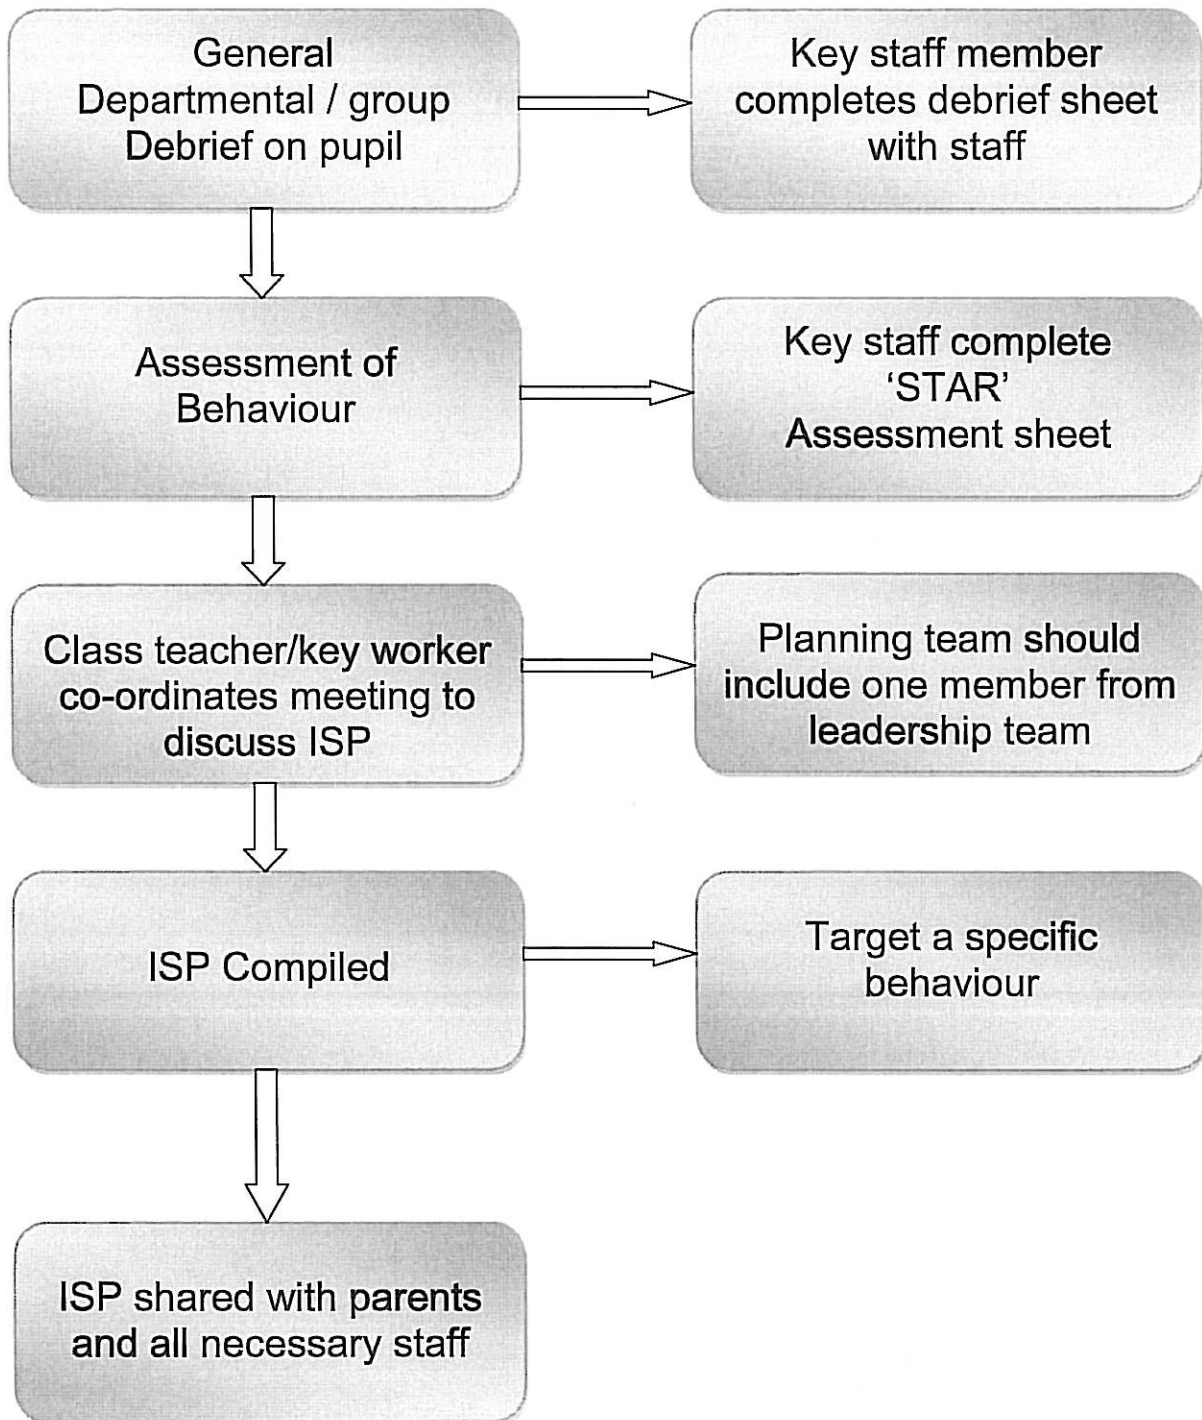 General
Departmental / group
Debrief on pupil
Key staff member
completes debrief sheet
with staff
Assessment of
Behaviour
Key staff complete
‘STAR’
Assessment sheet
Class teacher/key worker
co-ordinates meeting to
discuss ISP
Planning team should
include one member from
leadership team
ISP Compiled
Target a specific
behaviour
ISP shared with parents
and all necessary staff